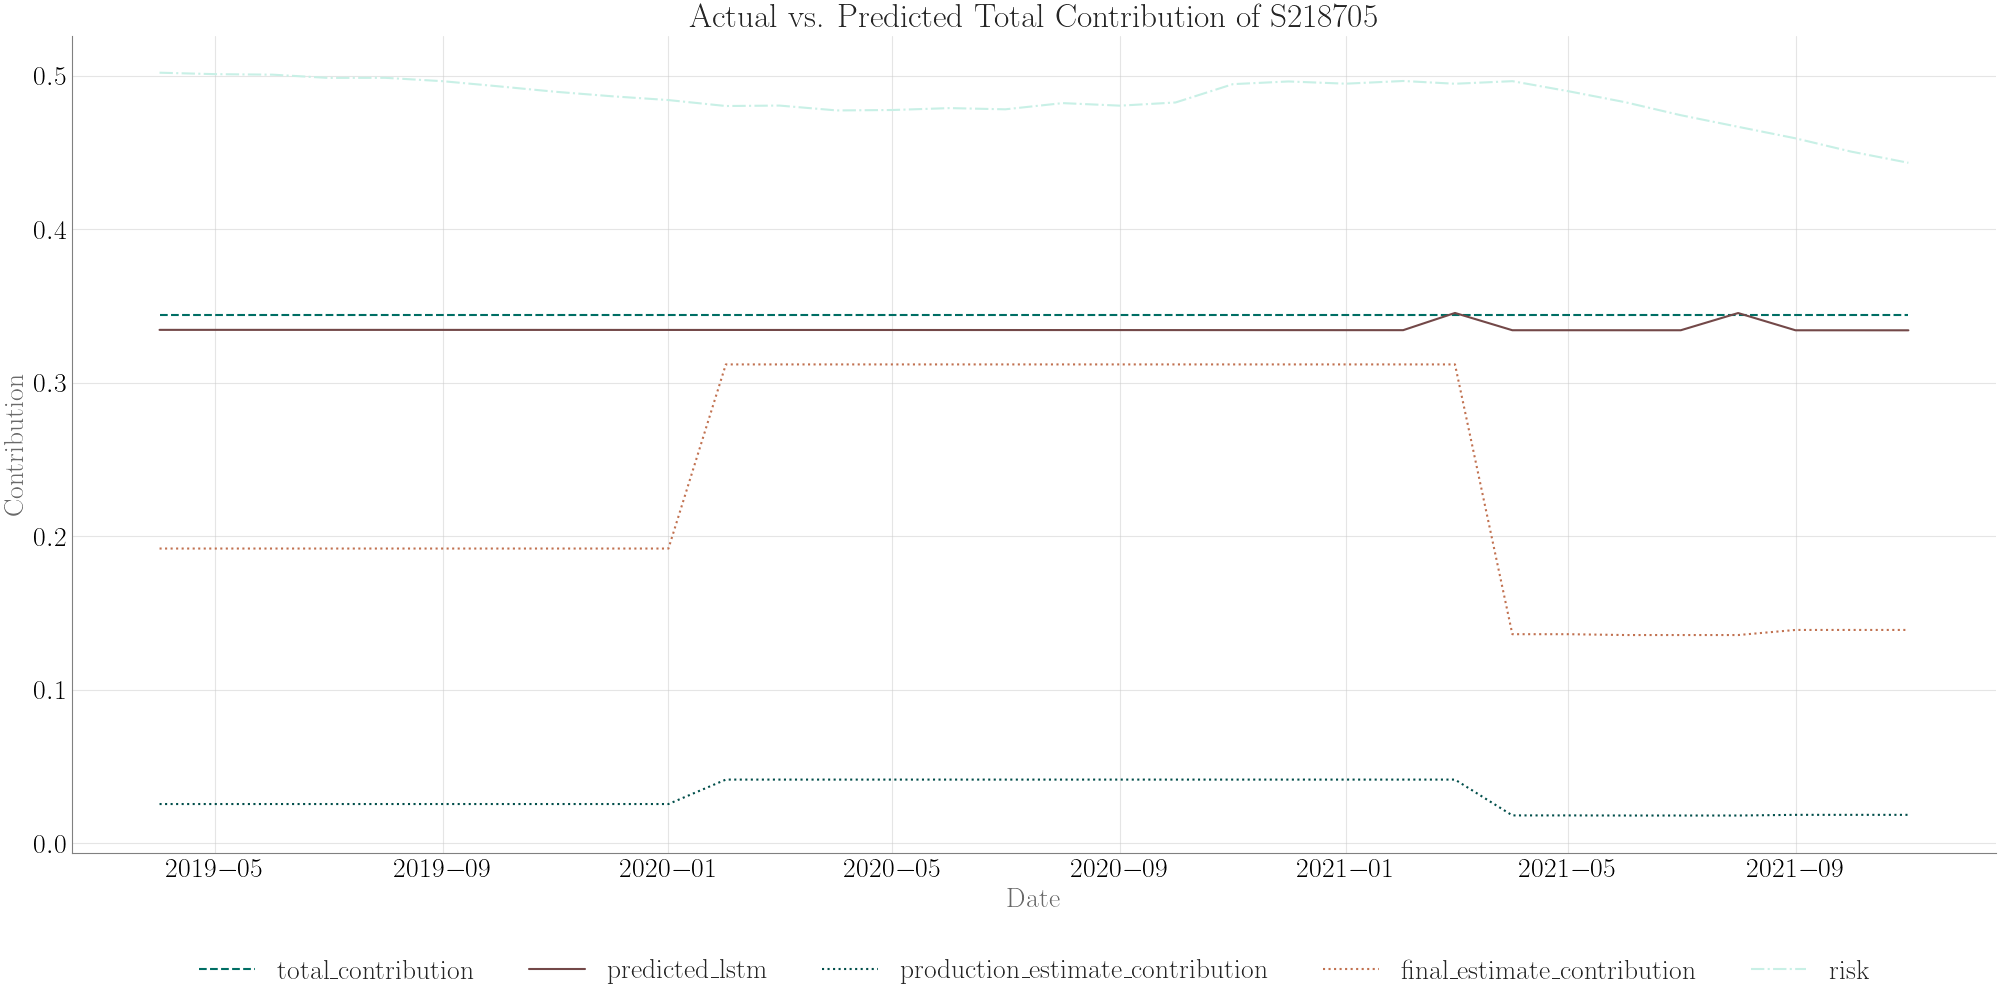 Actual vs. Predicted Total Contribution of S218705
Contribution
0.5
0.4
0.3
0.2
0.1
0.0
2019−05 2019−09 2020−01 2020−05 2020−09 2021−01 2021−05 2021−09
Date
total_contribution predicted_lstm production_estimate_contribution final_estimate_contribution risk